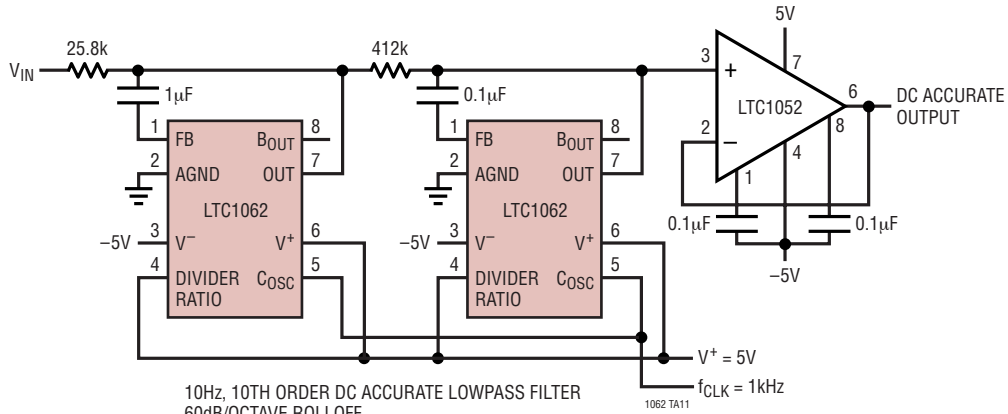 5V
25.8k
412k
VIN
1µF
0.1µF
3
+
7
LTC1052
6
DC ACCURATE
OUTPUT
2
−
8
4
1
1
FB
BOUT
8
2
AGND
OUT
7
LTC1062
−5V
3
V−
V+
6
4
DIVIDER
RATIO
COSC
5
1
FB
BOUT
8
2
AGND
OUT
7
LTC1062
−5V
3
V−
V+
6
4
DIVIDER
RATIO
COSC
5
0.1µF
0.1µF
−5V
V+ = 5V
fCLK = 1kHz
1062 TA11
10Hz, 10TH ORDER DC ACCURATE LOWPASS FILTER
60dB/OCTAVE ROLLOFF